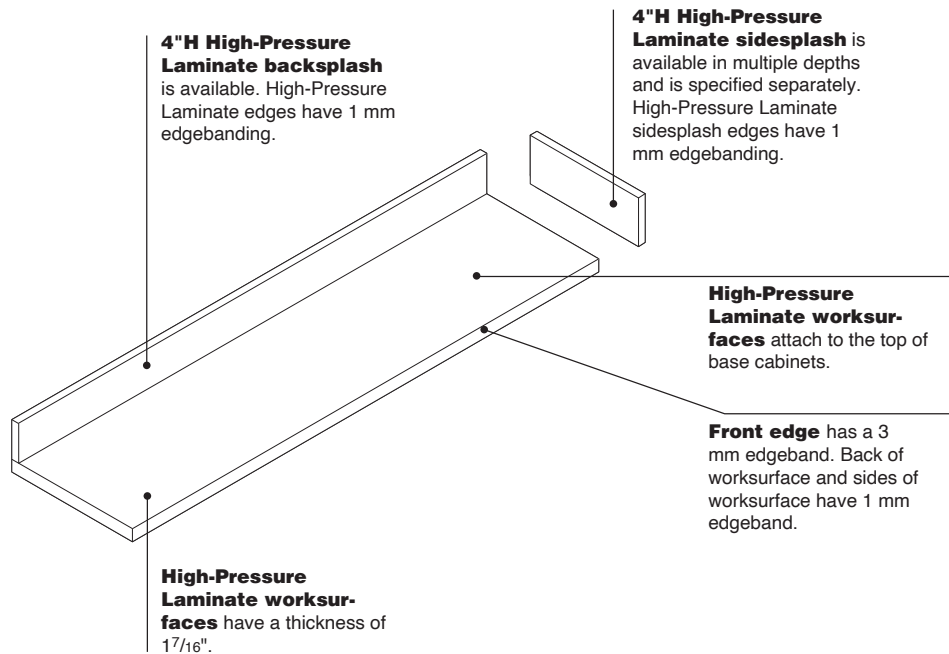 4"H High-Pressure
Laminate backsplash
is available. High-Pressure
Laminate edges have 1 mm
edgebanding.
4"H High-Pressure
Laminate sidesplash is
available in multiple depths
and is specified separately.
High-Pressure Laminate
sidesplash edges have 1
mm edgebanding.
High-Pressure
Laminate worksur-
faces attach to the top of
base cabinets.
Front edge has a 3
mm edgeband. Back of
worksurface and sides of
worksurface have 1 mm
edgeband.
High-Pressure
Laminate worksur-
faces have a thickness of
1 7/16".